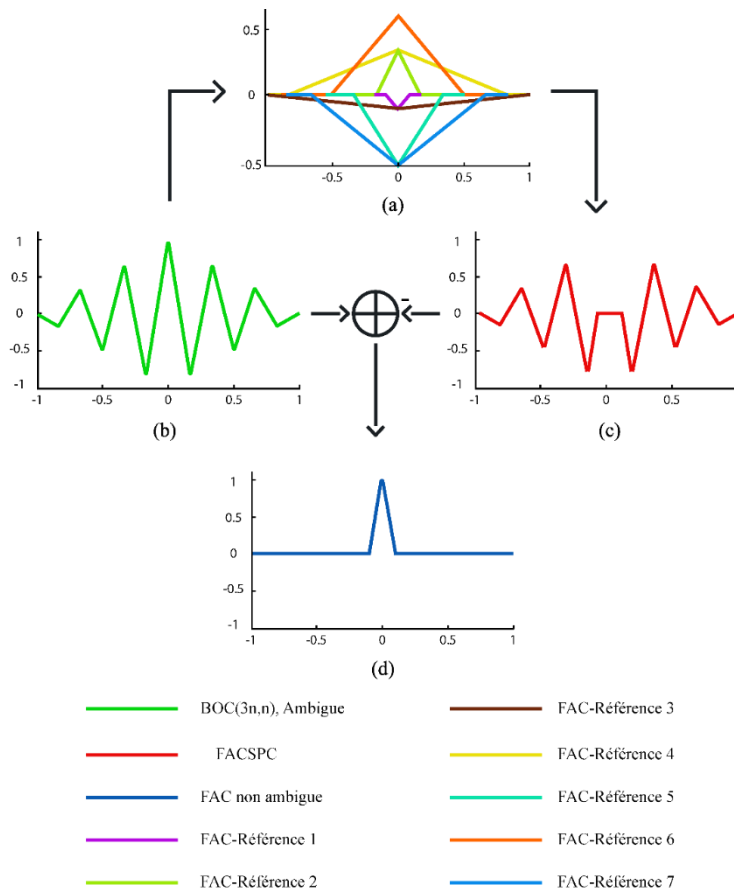 0.5
0
-0.5
-0.5 0 0.5 1
(a)
1
0.5
0
-0.5
-1
-1 -0.5 0 0.5 1
(b)
-
1
0.5
0
-0.5
-1
-1 -0.5 0 0.5
(c)
1
0.5
0
-0.5
-1
-1 -0.5 0 0.5 1
(d)
BOC(3n,n), Ambigue
FACSPC
FAC non ambigue
FAC-Référence 1
FAC-Référence 2
FAC-Référence 3
FAC-Référence 4
FAC-Référence 5
FAC-Référence 6
FAC-Référence 7